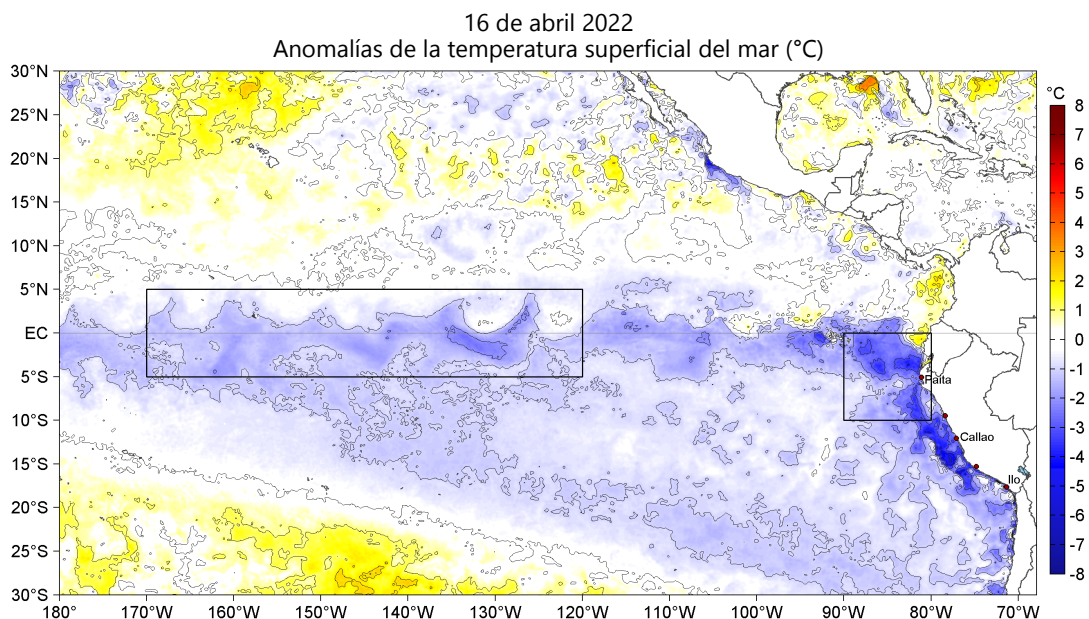 16 de abril 2022
Anomalías de la temperatura superficial del mar (°C)
30°N
25°N
20°N
15°N
10°N
5°N
EC
5°S
10°S
15°S
20°S
25°S
30°S
180
170°W
160°W
150°W
140°W
130°W
120°W
110°W
100°W
90°W
80°W
70°W
Paita
Callao
Ilo
°C
8
7
6
5
4
3
2
1
0
-1
-2
-3
-4
-5
-6
-7
-8